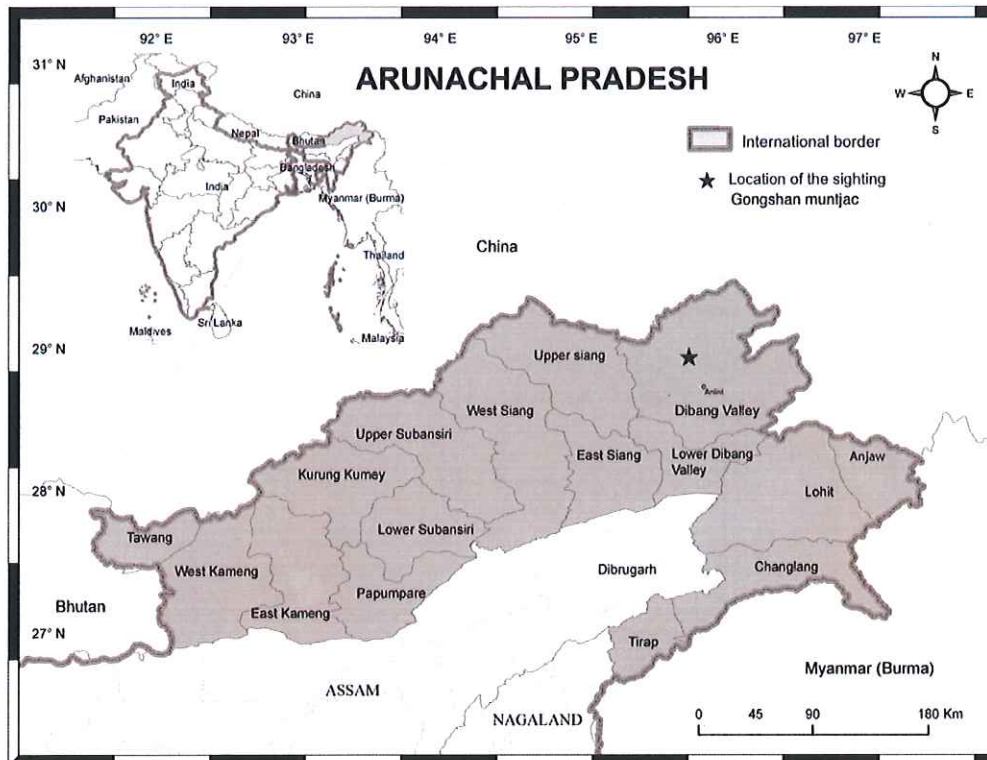 92° E
93° E
94° E
95° E
96° E
97° E
31° N
30° N
29° N
28° N
27° N
ARUNACHAL PRADESH
N
W
E
S
International border
Location of the sighting
Gongshan muntjac
Afghanistan
India
China
Pakistan
Nepal
Bhutan
Bangladesh
India
Myanmar (Burma)
Thailand
Maldives
Sri Lanka
Malaysia
China
Upper siang
Anini
Dibang Valley
West Siang
Upper Subansiri
East Siang
Lower Dibang
Valley
Anjaw
Kurung Kumey
Lohit
Lower Subansiri
Tawang
West Kameng
Dibrugarh
Changlang
Papumpare
Bhutan
East Kameng
Tirap
Myanmar (Burma)
ASSAM
NAGALAND
0 45 90 180 Km